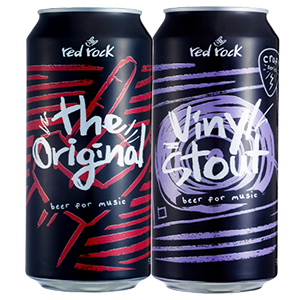 red rock
the
Original
beer for music
red rock
Vinyl
Stout
beer for music